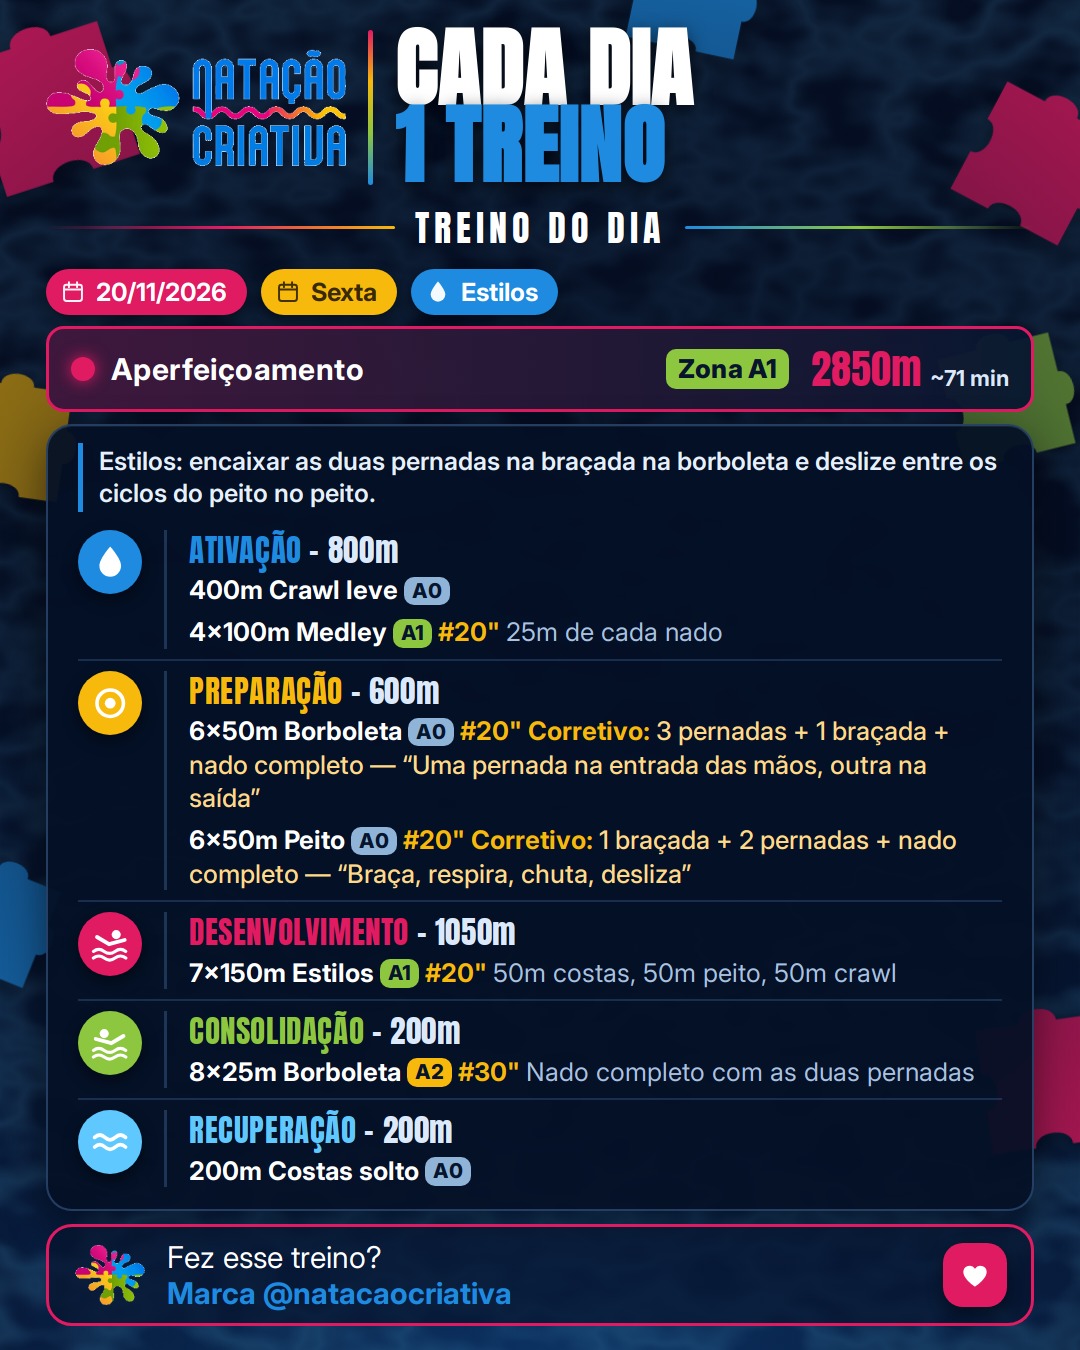 NATAÇÃO
CRIATIVA
CADA DIA
1 TREINO
TREINO DO DIA
20/11/2026
Sexta
Estilos
Aperfeiçoamento
Zona A1
2850m ~71 min
Estilos: encaixar as duas pernadas na braçada na borboleta e deslize entre os
ciclos do peito no peito.
ATIVAÇÃO - 800m
400m Crawl leve A0
4×100m Medley A1 #20" 25m de cada nado
PREPARAÇÃO - 600m
6×50m Borboleta A0 #20" Corretivo: 3 pernadas + 1 braçada +
nado completo — “Uma pernada na entrada das mãos, outra na
saída”
6×50m Peito A0 #20" Corretivo: 1 braçada + 2 pernadas + nado
completo — “Braça, respira, chuta, desliza”
DESENVOLVIMENTO - 1050m
7×150m Estilos A1 #20" 50m costas, 50m peito, 50m crawl
CONSOLIDAÇÃO - 200m
8×25m Borboleta A2 #30" Nado completo com as duas pernadas
RECUPERAÇÃO - 200m
200m Costas solto A0
Fez esse treino?
Marca @natacaocriativa